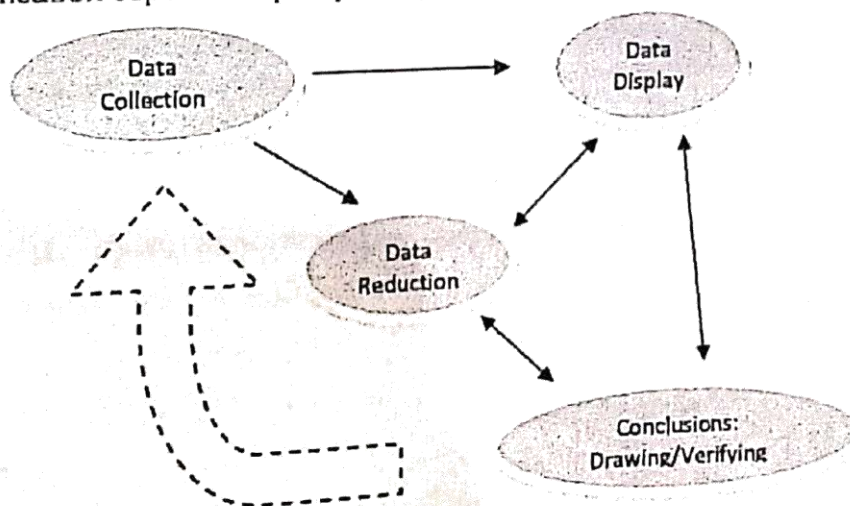 Data
Collection
Data
Display
Data
Reduction
Conclusions:
Drawing/Verifying